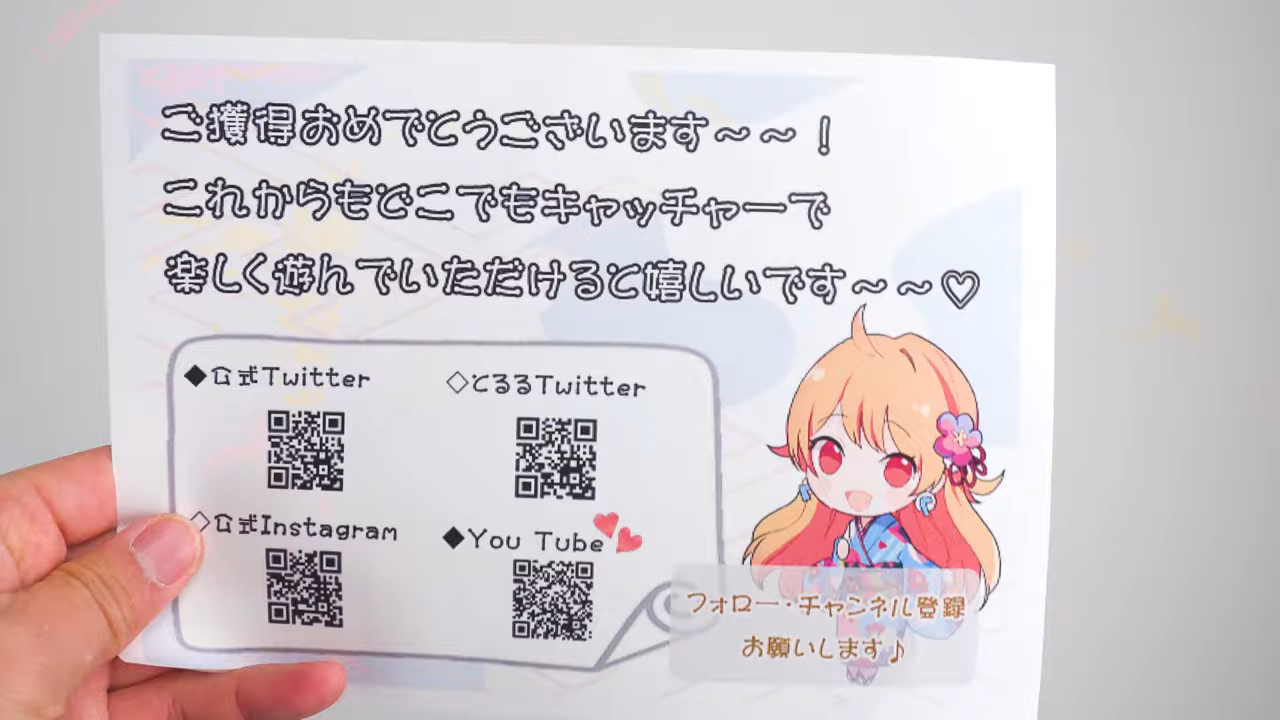 ご獲得おめでとうございます～～！
これからもどこでもキャッチャーで
楽しく遊んでいただけると嬉しいです～～♡
◆公式Twitter
◇とるるTwitter
◇公式Instagram
◆You Tube
フォロー・チャンネル登録
お願いします♪